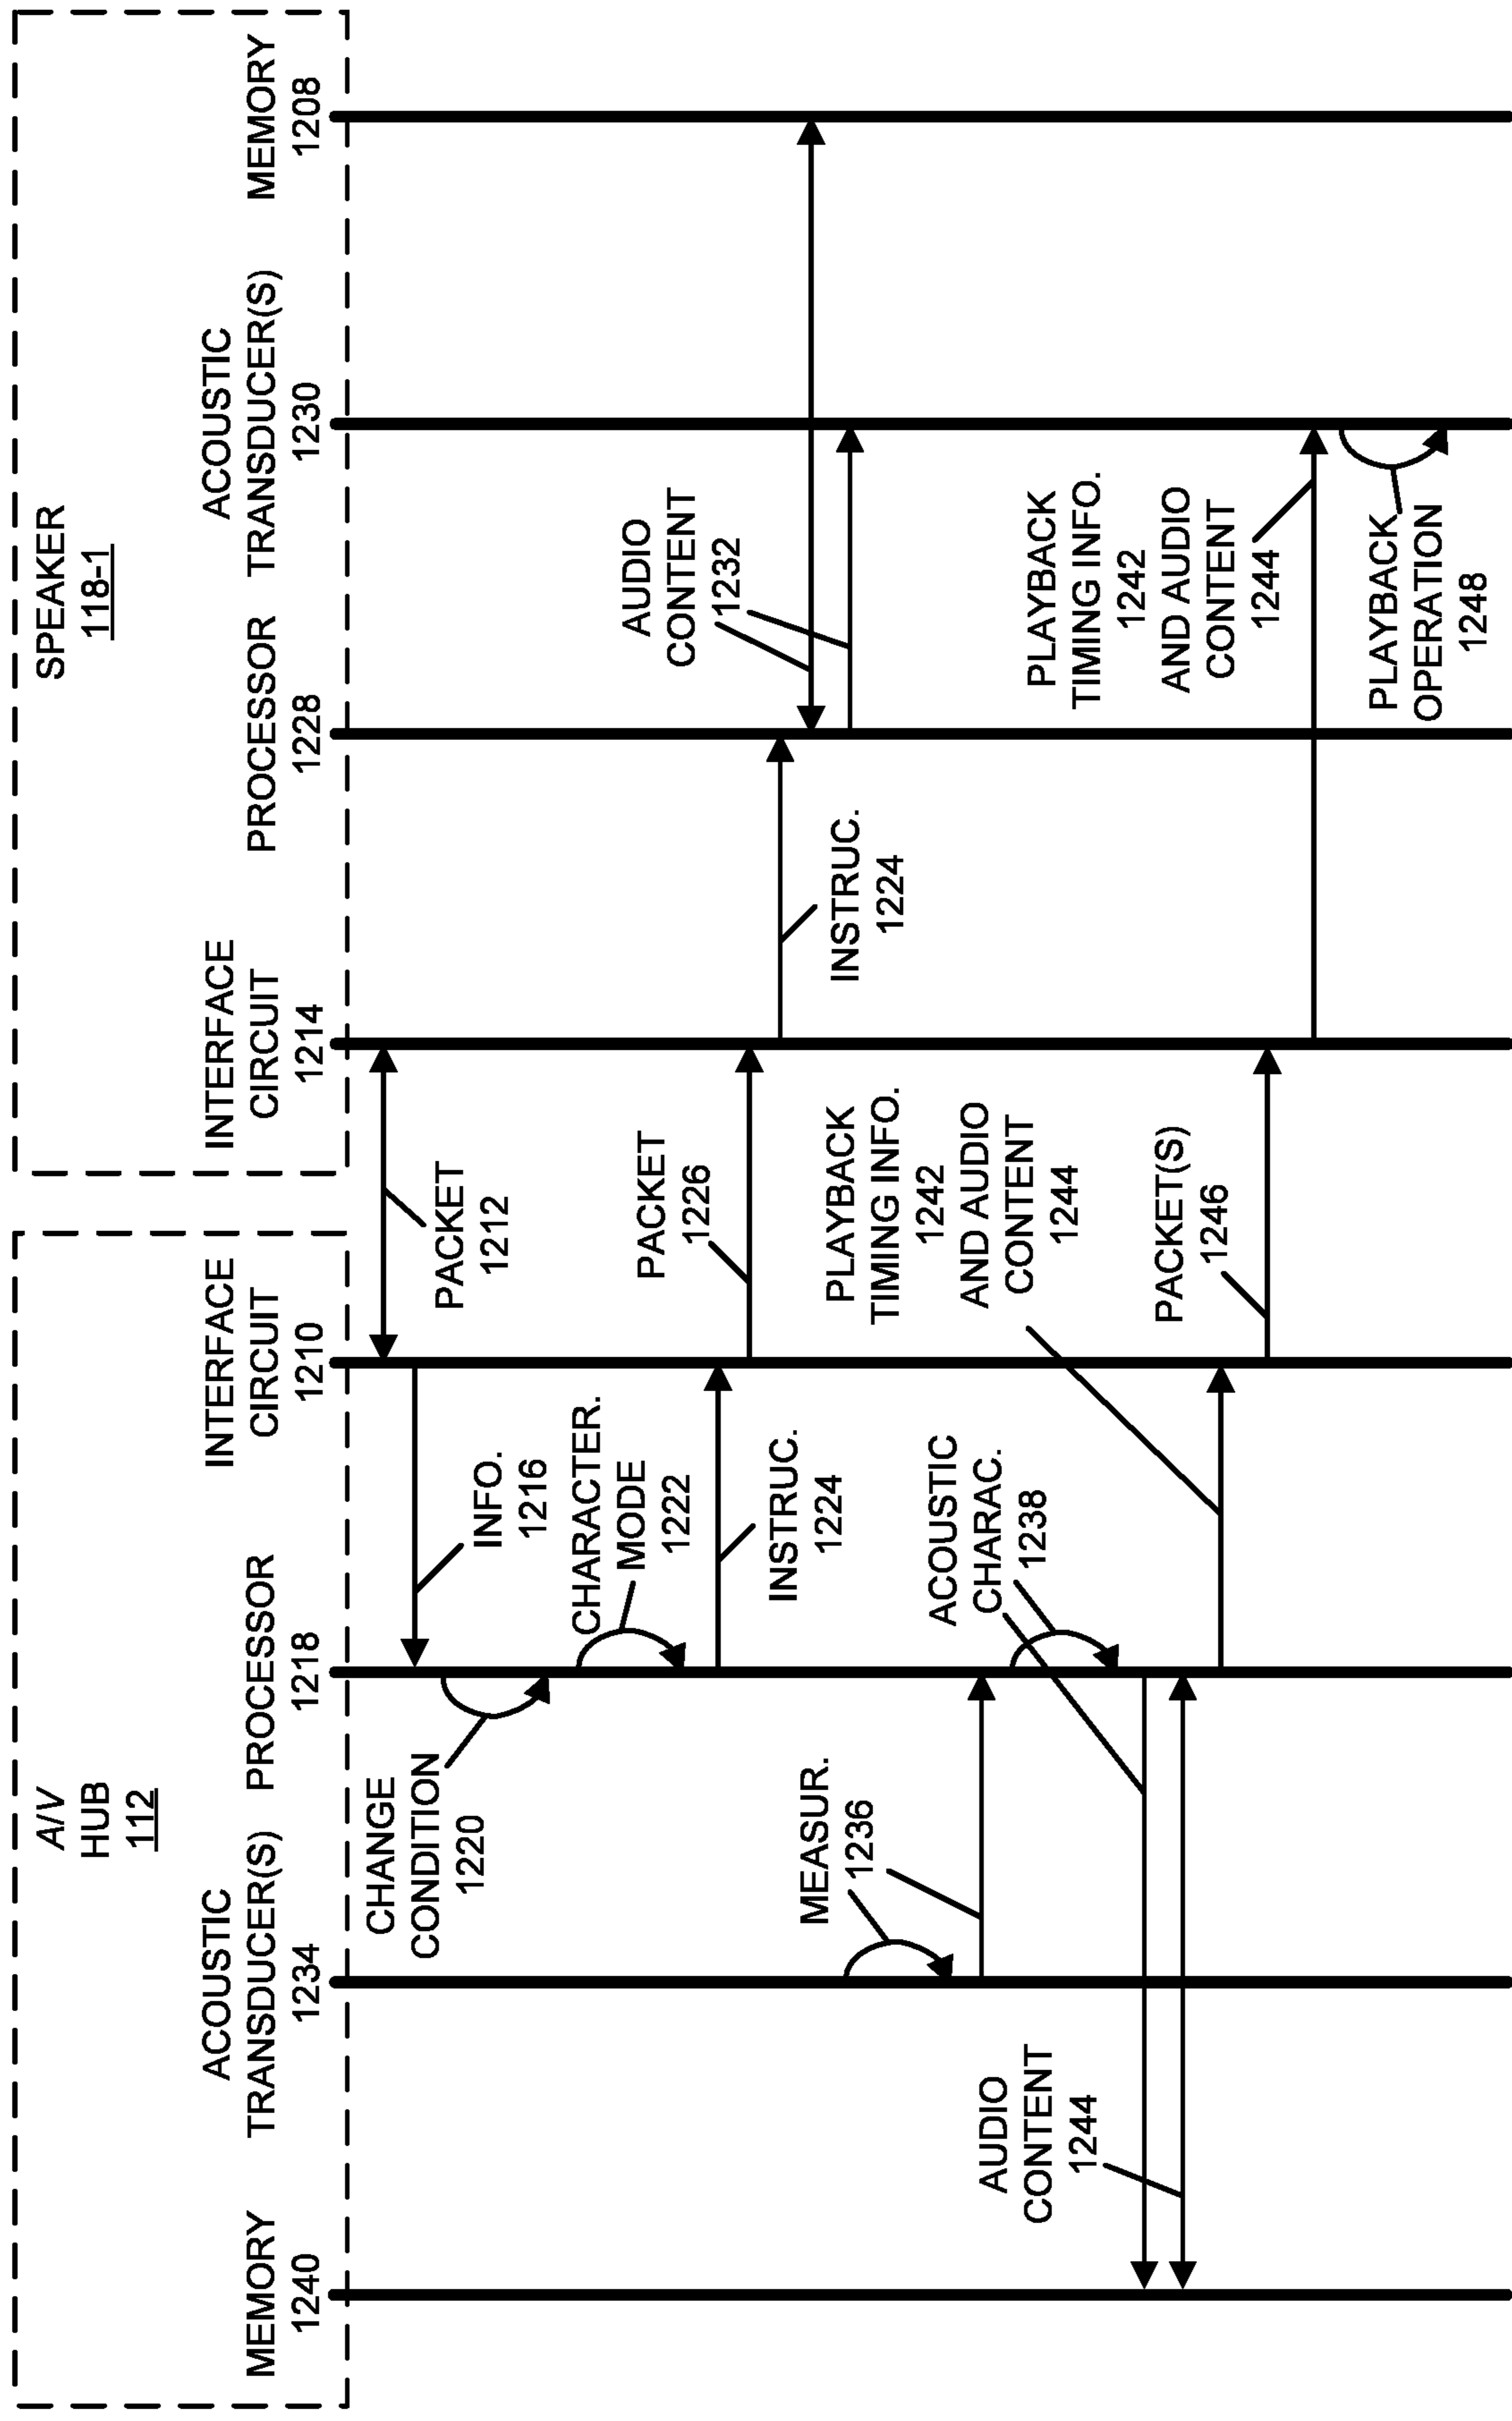 A/V
HUB
112
SPEAKER
118-1
MEMORY
1240
ACOUSTIC
TRANSDUCER(S)
1234
PROCESSOR
1218
INTERFACE
CIRCUIT
1210
INTERFACE
CIRCUIT
1214
PROCESSOR
1228
ACOUSTIC
TRANSDUCER(S)
1230
MEMORY
1208
PACKET
1212
INFO.
1216
CHANGE
CONDITION
1220
CHARACTER.
MODE
1222
INSTRUC.
1224
PACKET
1226
INSTRUC.
1224
AUDIO
CONTENT
1232
MEASUR.
1236
ACOUSTIC
CHARAC.
1238
AUDIO
CONTENT
1244
PLAYBACK
TIMING INFO.
1242
AND AUDIO
CONTENT
1244
PACKET(S)
1246
PLAYBACK
TIMING INFO.
1242
AND AUDIO
CONTENT
1244
PLAYBACK
OPERATION
1248